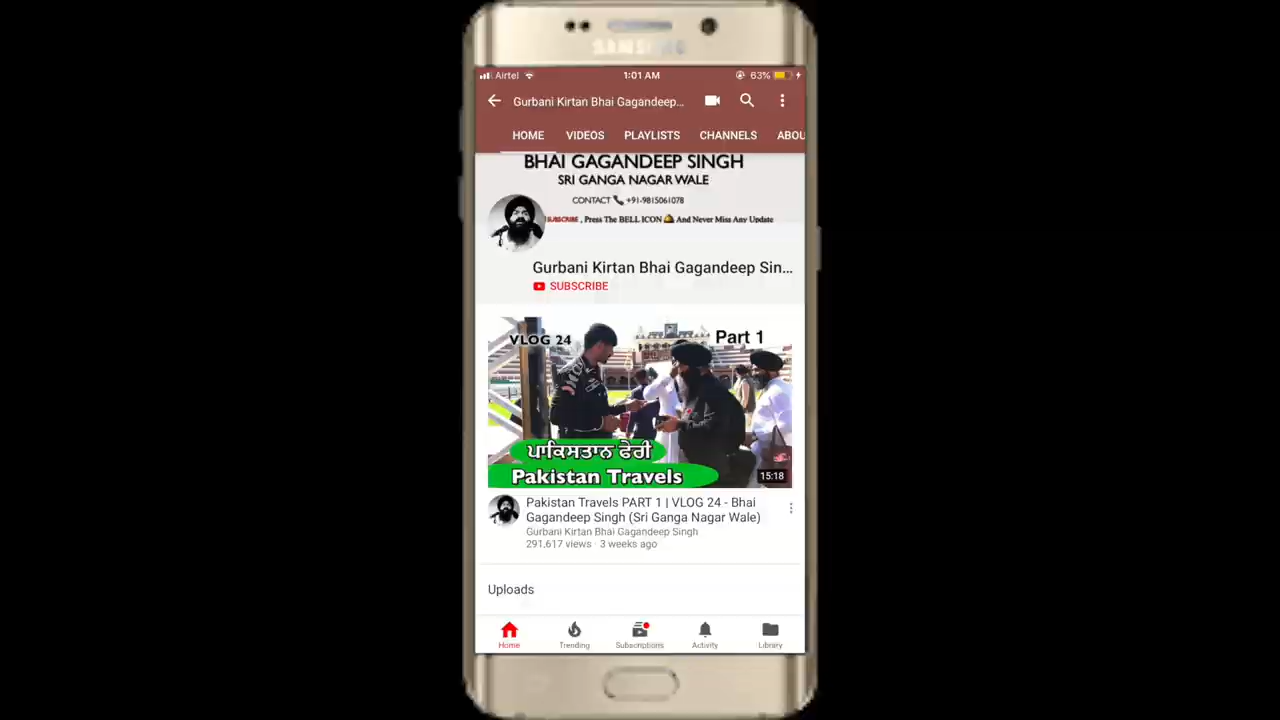 SAMSUNG
Airtel 1:01 AM 63%
Gurbani Kirtan Bhai Gagandeep...
HOME VIDEOS PLAYLISTS CHANNELS ABOU
BHAI GAGANDEEP SINGH
SRI GANGA NAGAR WALE
CONTACT +91-9815061078
SUBSCRIBE , Press The BELL ICON And Never Miss Any Update
Gurbani Kirtan Bhai Gagandeep Sin...
SUBSCRIBE
VLOG 24 Part 1
ਪਾਕਿਸਤਾਨ ਫੇਰੀ
Pakistan Travels
15:18
Pakistan Travels PART 1 | VLOG 24 - Bhai
Gagandeep Singh (Sri Ganga Nagar Wale)
Gurbani Kirtan Bhai Gagandeep Singh
291,617 views · 3 weeks ago
Uploads
Home Trending Subscriptions Activity Library